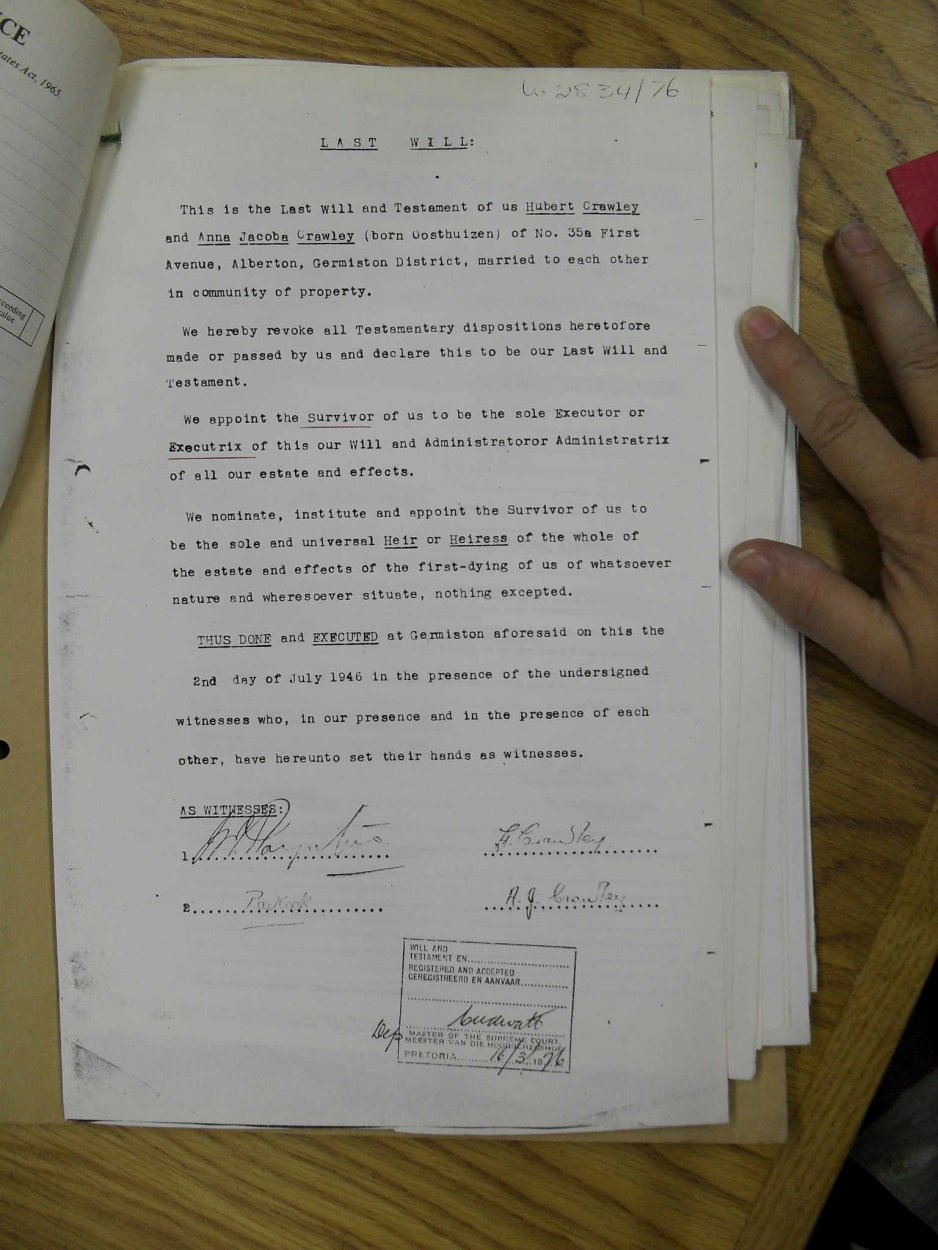 CE
ates Act, 1965.
ceeding
value
2834/76
LAST WILL:
This is the Last Will and Testament of us Hubert Crawley
and Anna Jacoba Crawley (born Oosthuizen) of No. 35a First
Avenue, Alberton, Germiston District, married to each other
in community of property.
We hereby revoke all Testamentary dispositions heretofore
made or passed by us and declare this to be our Last Will and
Testament.
We appoint the Survivor of us to be the sole Executor or
Executrix of this our Will and Administratoror Administratrix
of all our estate and effects.
We nominate, institute and appoint the Survivor of us to
be the sole and universal Heir or Heiress of the whole of
the estate and effects of the first-dying of us of whatsoever
nature and wheresoever situate, nothing excepted.
THUS DONE and EXECUTED at Germiston aforesaid on this the
2nd day of July 1946 in the presence of the undersigned
witnesses who, in our presence and in the presence of each
other, have hereunto set their hands as witnesses.
AS WITNESSES:
1. H. Crawley
2. A. J. Crawley
WILL AND
TESTAMENT EN
REGISTERED AND ACCEPTED
GEREGISTREERD EN AANVAAR
Dep MASTER OF THE SUPREME COURT
MEESTER VAN DIE HOOGGEREGSHOF
PRETORIA 16/3/1976